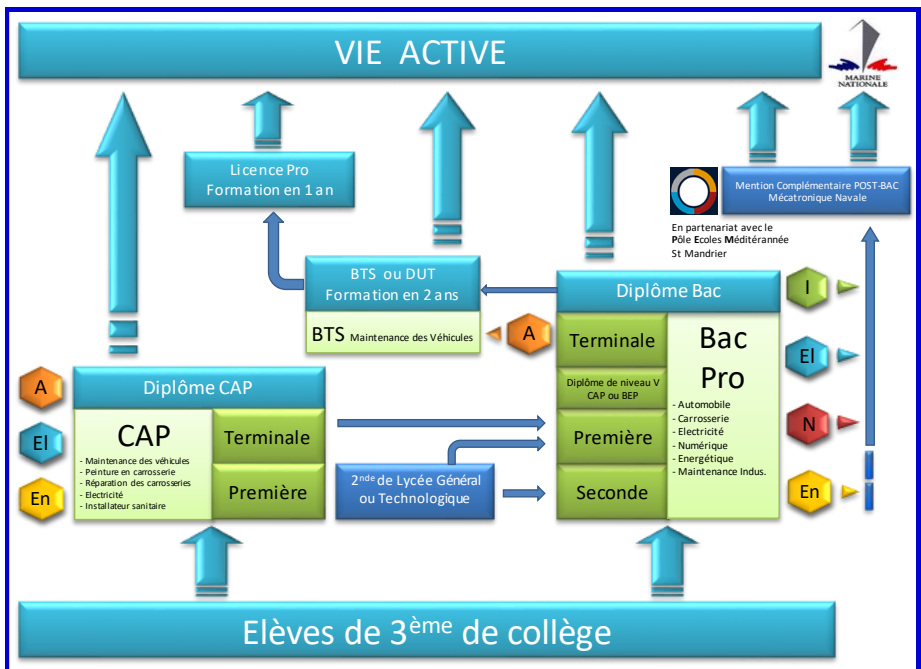 VIE ACTIVE
MARINE
NATIONALE
Licence Pro
Formation en 1 an
Mention Complémentaire POST-BAC
Mécatronique Navale
En partenariat avec le
Pôle Ecoles Méditérannée
St Mandrier
BTS ou DUT
Formation en 2 ans
BTS Maintenance des Véhicules
A
Diplôme Bac
Terminale
Diplôme de niveau V
CAP ou BEP
Première
Seconde
Bac
Pro
- Automobile
- Carrosserie
- Electricité
- Numérique
- Energétique
- Maintenance Indus.
I
El
N
En
A
El
En
Diplôme CAP
CAP
- Maintenance des véhicules
- Peinture en carrosserie
- Réparation des carrosseries
- Electricité
- Installateur sanitaire
Terminale
Première
2nde de Lycée Général
ou Technologique
Elèves de 3ème de collège